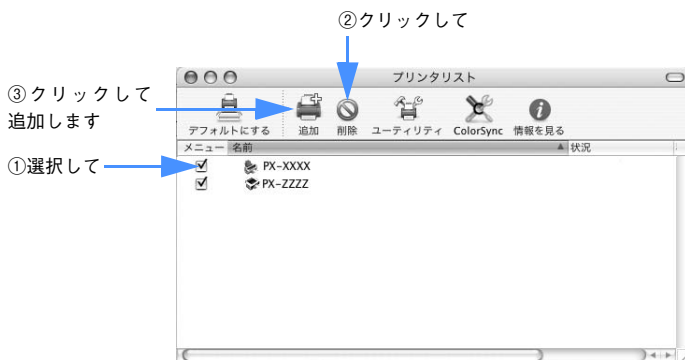 ②クリックして
プリンタリスト
③クリックして
追加します
デフォルトにする 追加 削除 ユーティリティ ColorSync 情報を見る
メニュー 名前 状況
①選択して
PX-XXXX
PX-ZZZZ